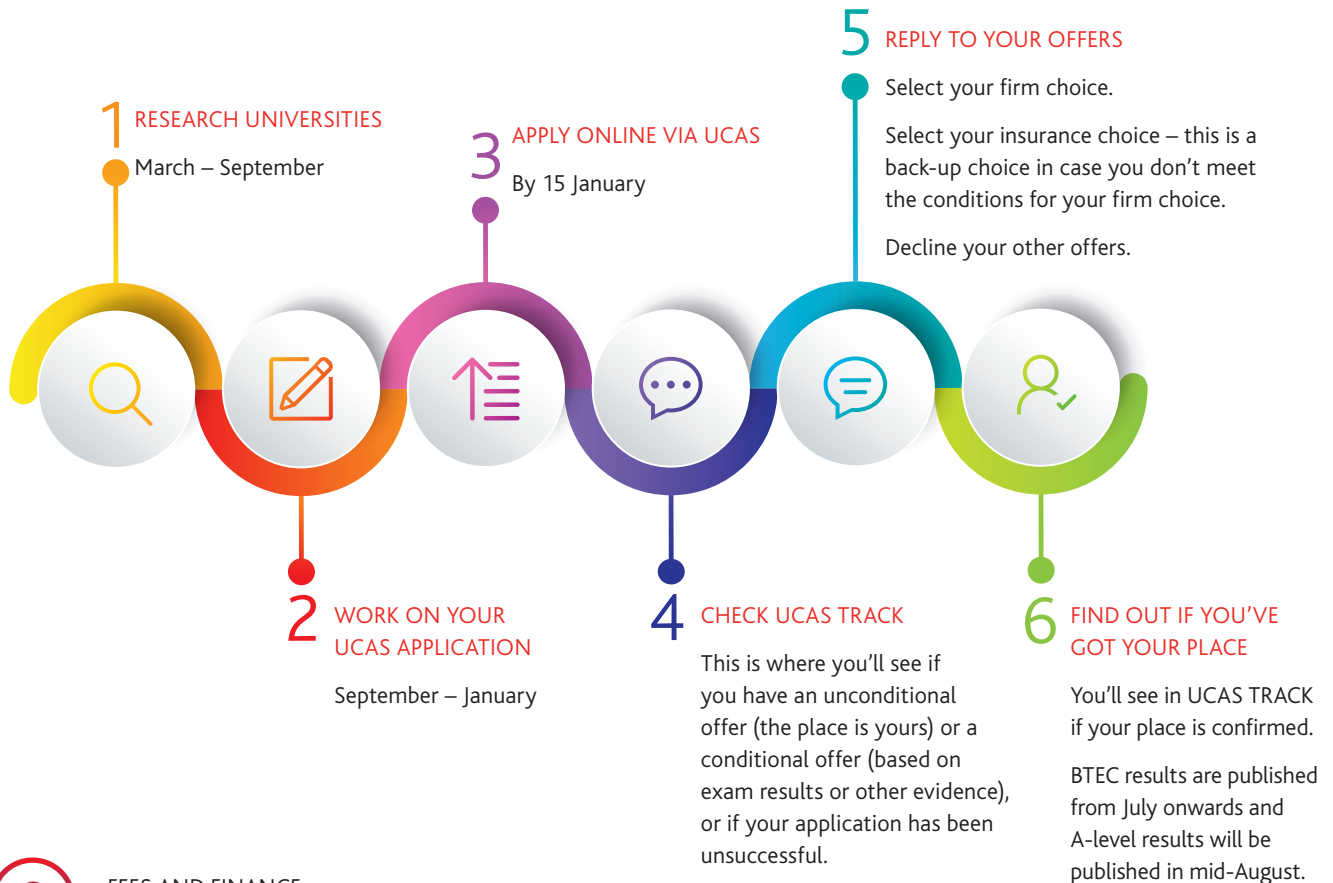 1 RESEARCH UNIVERSITIES
March – September
2 WORK ON YOUR
UCAS APPLICATION
September – January
3 APPLY ONLINE VIA UCAS
By 15 January
4 CHECK UCAS TRACK
This is where you’ll see if
you have an unconditional
offer (the place is yours) or a
conditional offer (based on
exam results or other evidence),
or if your application has been
unsuccessful.
5 REPLY TO YOUR OFFERS
Select your firm choice.
Select your insurance choice – this is a
back-up choice in case you don’t meet
the conditions for your firm choice.
Decline your other offers.
6 FIND OUT IF YOU’VE
GOT YOUR PLACE
You’ll see in UCAS TRACK
if your place is confirmed.
BTEC results are published
from July onwards and
A-level results will be
published in mid-August.
FEES AND FINANCE